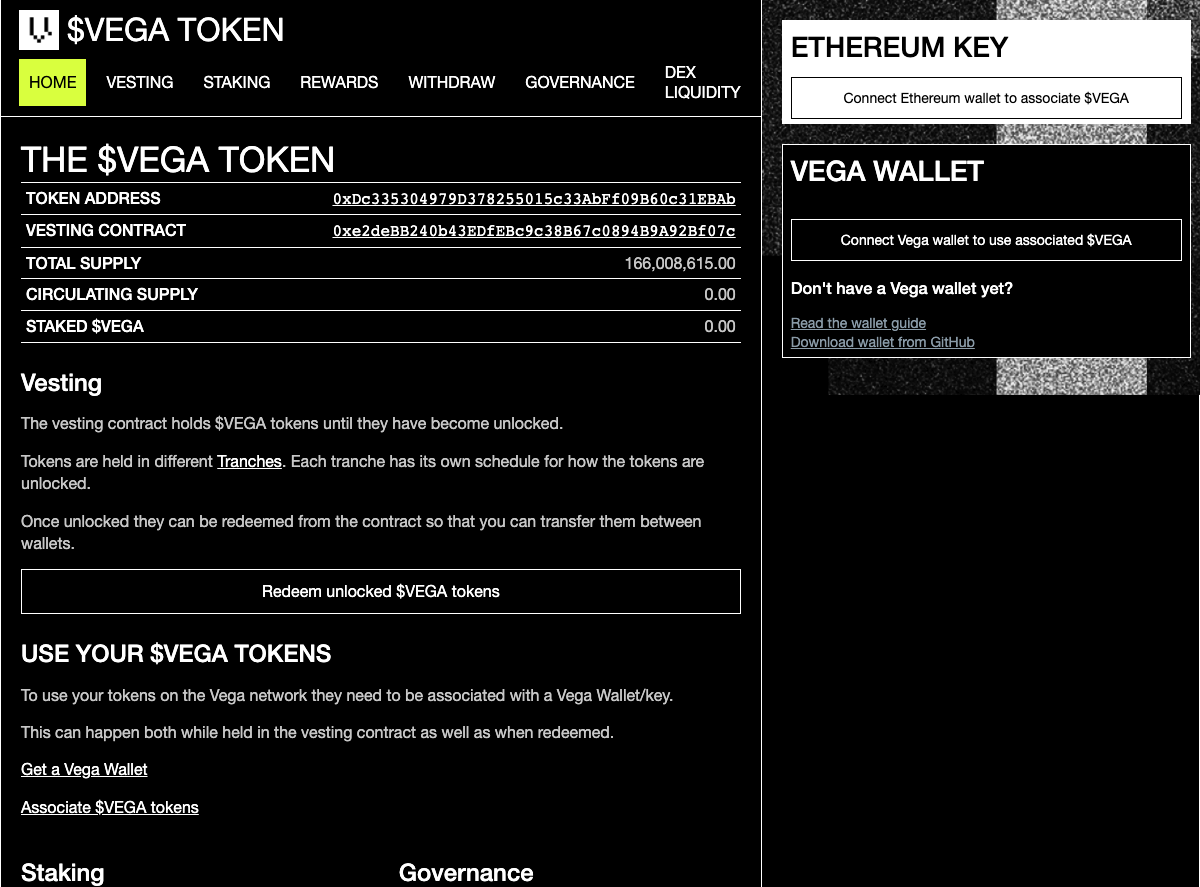 $VEGA TOKEN
HOME
VESTING
STAKING
REWARDS
WITHDRAW
GOVERNANCE
DEX
LIQUIDITY
THE $VEGA TOKEN
TOKEN ADDRESS 0xDc335304979D378255015c33AbFf09B60c31EBAb
VESTING CONTRACT 0xe2deBB240b43EDfEBc9c38B67c0894B9A92Bf07c
TOTAL SUPPLY 166,008,615.00
CIRCULATING SUPPLY 0.00
STAKED $VEGA 0.00
Vesting
The vesting contract holds $VEGA tokens until they have become unlocked.
Tokens are held in different Tranches. Each tranche has its own schedule for how the tokens are
unlocked.
Once unlocked they can be redeemed from the contract so that you can transfer them between
wallets.
Redeem unlocked $VEGA tokens
USE YOUR $VEGA TOKENS
To use your tokens on the Vega network they need to be associated with a Vega Wallet/key.
This can happen both while held in the vesting contract as well as when redeemed.
Get a Vega Wallet
Associate $VEGA tokens
Staking
Governance
ETHEREUM KEY
Connect Ethereum wallet to associate $VEGA
VEGA WALLET
Connect Vega wallet to use associated $VEGA
Don't have a Vega wallet yet?
Read the wallet guide
Download wallet from GitHub